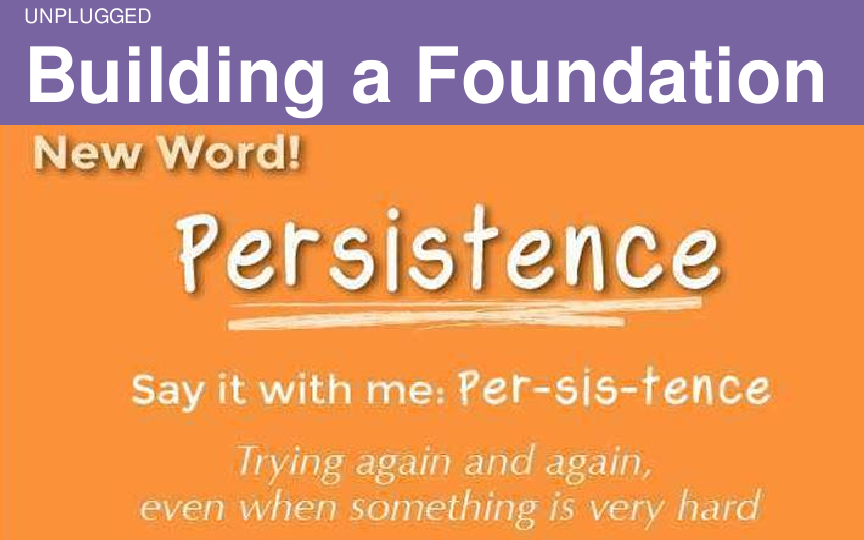 UNPLUGGED
Building a Foundation
New Word!
Persistence
Say it with me: Per-sis-tence
Trying again and again,
even when something is very hard